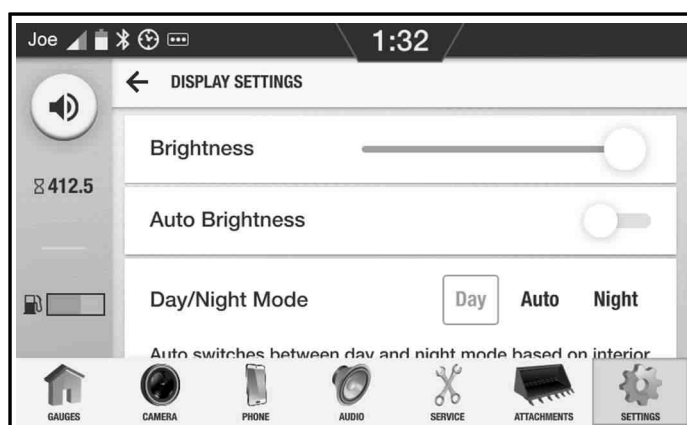 Joe 1:32
DISPLAY SETTINGS
Brightness
412.5
Auto Brightness
Day/Night Mode Day Auto Night
Auto switches between day and night mode based on interior
GAUGES CAMERA PHONE AUDIO SERVICE ATTACHMENTS SETTINGS